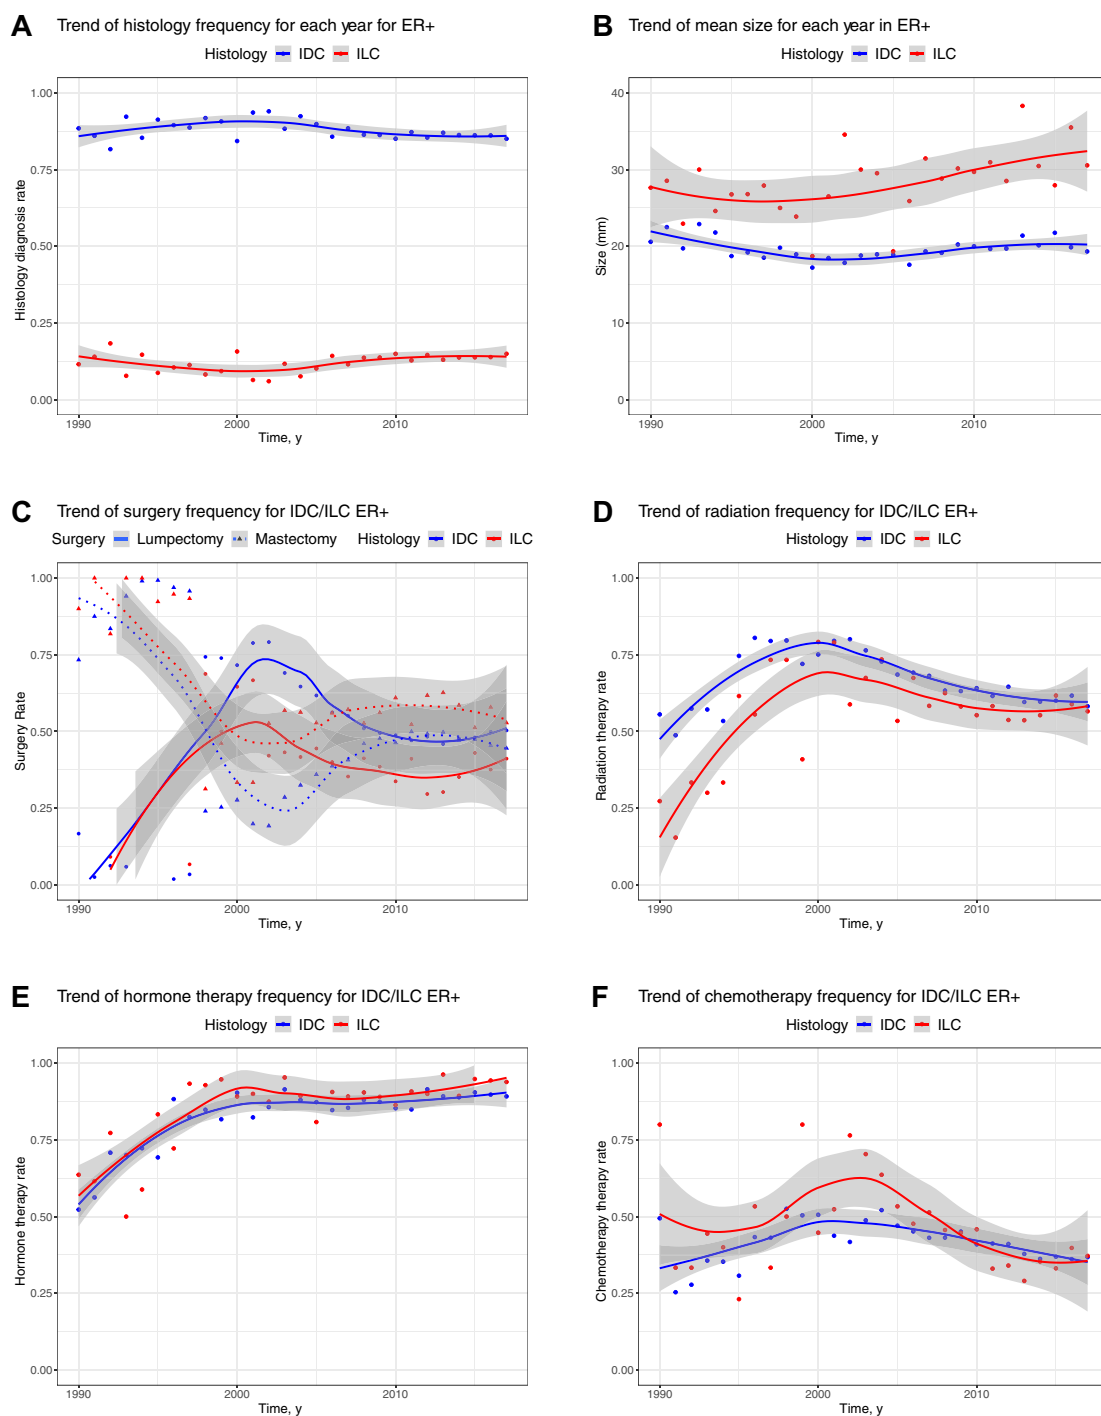 A Trend of histology frequency for each year for ER+
Histology IDC ILC
1.00
0.75
0.50
0.25
0.00
Histology diagnosis rate
1990 2000 2010
Time, y
B Trend of mean size for each year in ER+
Histology IDC ILC
40
30
20
10
0
Size (mm)
1990 2000 2010
Time, y
C Trend of surgery frequency for IDC/ILC ER+
Surgery Lumpectomy Mastectomy Histology IDC ILC
1.00
0.75
0.50
0.25
0.00
Surgery Rate
1990 2000 2010
Time, y
D Trend of radiation frequency for IDC/ILC ER+
Histology IDC ILC
1.00
0.75
0.50
0.25
0.00
Radiation therapy rate
1990 2000 2010
Time, y
E Trend of hormone therapy frequency for IDC/ILC ER+
Histology IDC ILC
1.00
0.75
0.50
0.25
0.00
Hormone therapy rate
1990 2000 2010
Time, y
F Trend of chemotherapy frequency for IDC/ILC ER+
Histology IDC ILC
1.00
0.75
0.50
0.25
0.00
Chemotherapy therapy rate
1990 2000 2010
Time, y